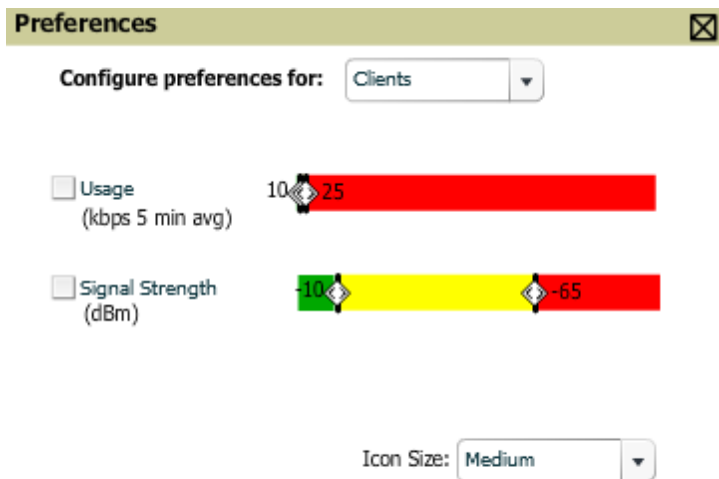 Preferences
Configure preferences for: Clients
Usage 10 25
(kbps 5 min avg)
Signal Strength -10 -65
(dBm)
Icon Size: Medium